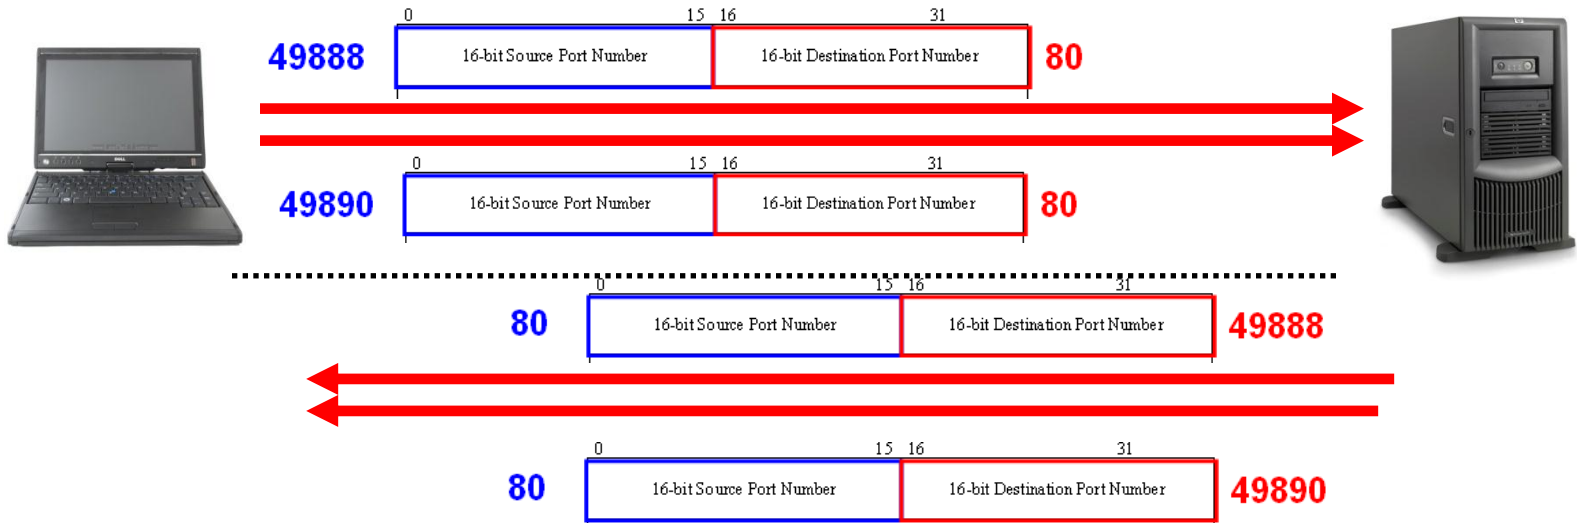 0 15 16 31
49888 16-bit Source Port Number 16-bit Destination Port Number 80
0 15 16 31
49890 16-bit Source Port Number 16-bit Destination Port Number 80
0 15 16 31
80 16-bit Source Port Number 16-bit Destination Port Number 49888
0 15 16 31
80 16-bit Source Port Number 16-bit Destination Port Number 49890
DELL
hp